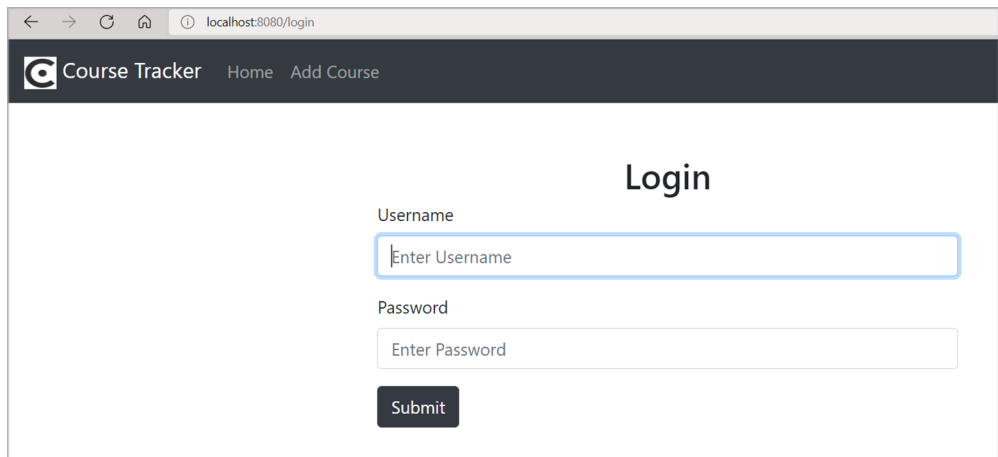 localhost:8080/login
Course Tracker Home Add Course
Login
Username
Enter Username
Password
Enter Password
Submit